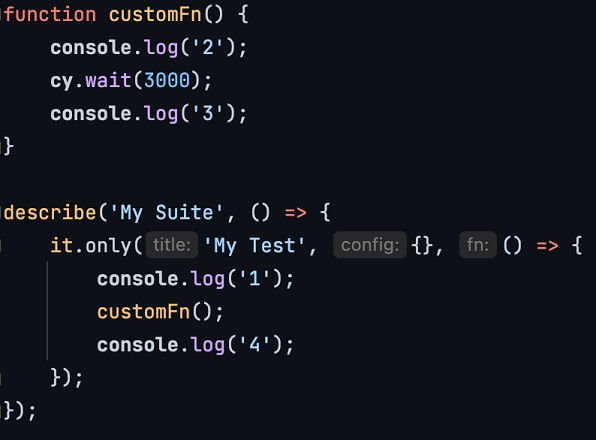 function customFn() {
    console.log('2');
    cy.wait(3000);
    console.log('3');
}
describe('My Suite', () => {
    it.only( title: 'My Test', config: {}, fn: () => {
        console.log('1');
        customFn();
        console.log('4');
    });
});